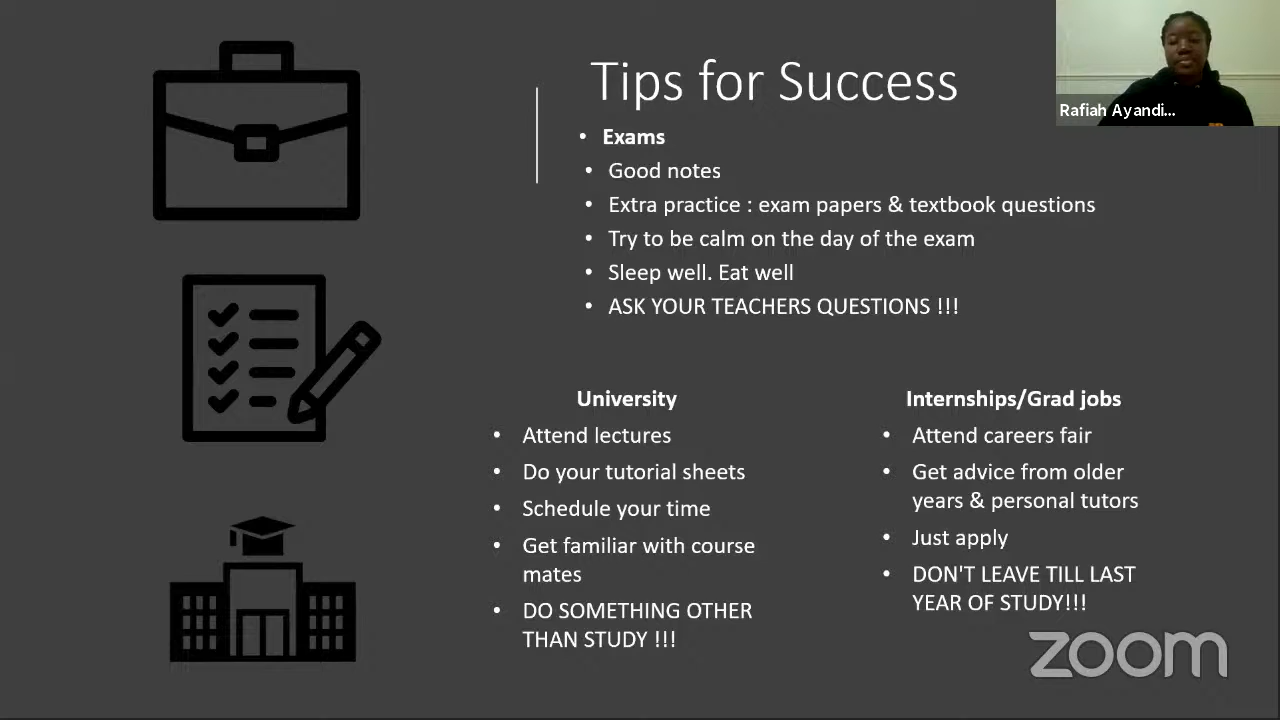 Tips for Success
Rafiah Ayandi...
• Exams
• Good notes
• Extra practice : exam papers & textbook questions
• Try to be calm on the day of the exam
• Sleep well. Eat well
• ASK YOUR TEACHERS QUESTIONS !!!
University
• Attend lectures
• Do your tutorial sheets
• Schedule your time
• Get familiar with course
mates
• DO SOMETHING OTHER
THAN STUDY !!!
Internships/Grad jobs
• Attend careers fair
• Get advice from older
years & personal tutors
• Just apply
• DON'T LEAVE TILL LAST
YEAR OF STUDY!!!
zoom